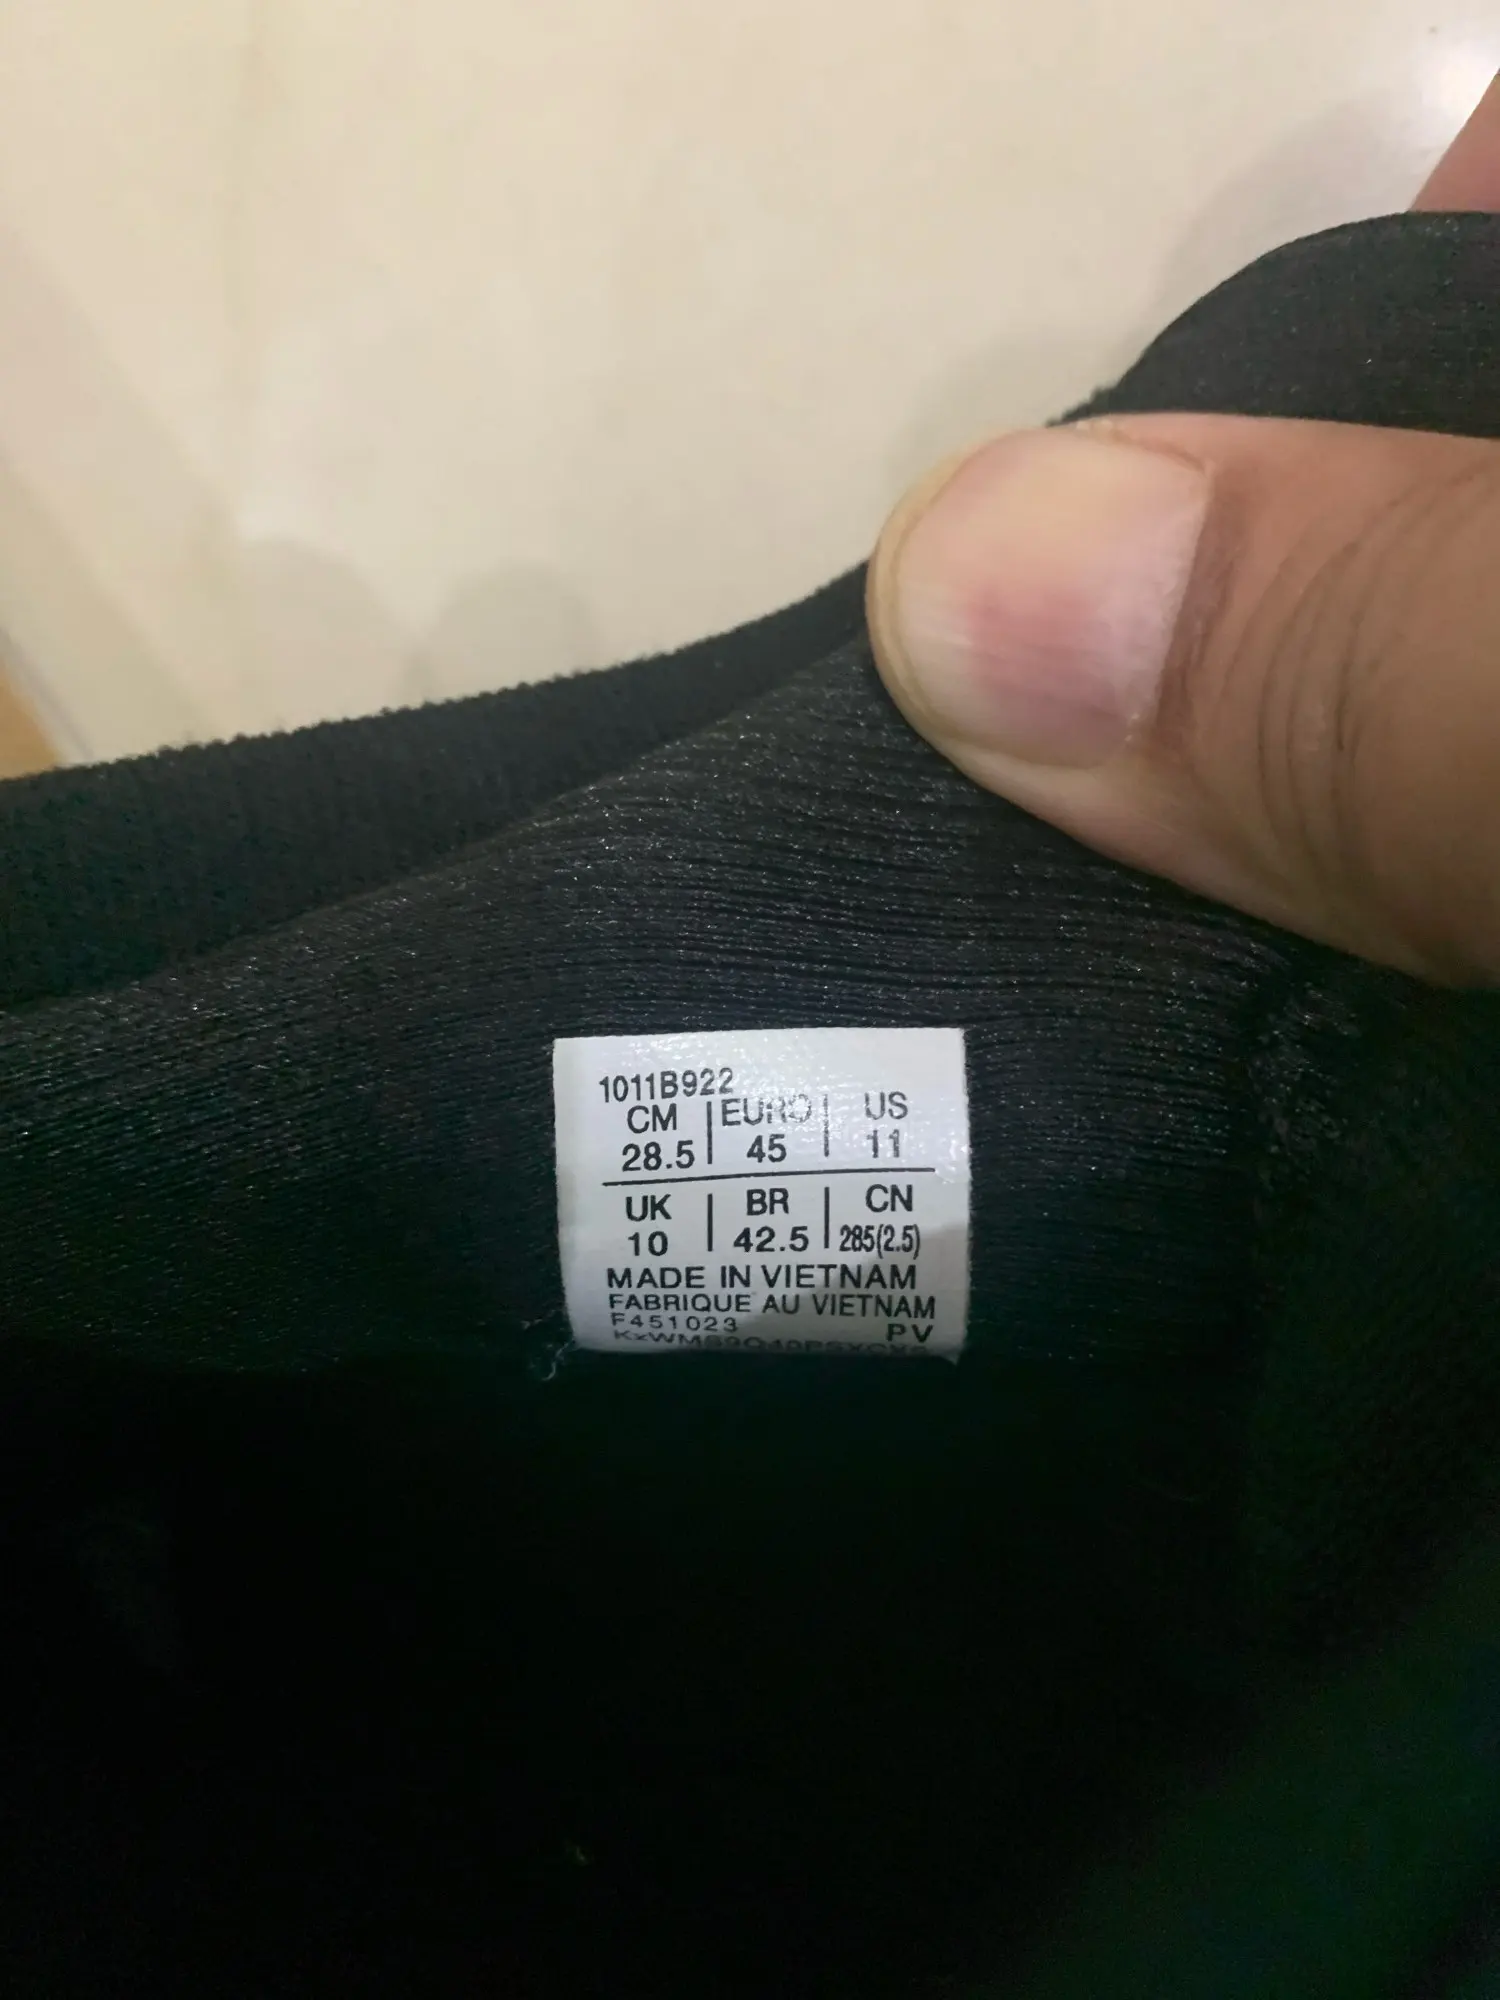 1011B922
CM | EURO | US
28.5 | 45 | 11
UK | BR | CN
10 | 42.5 | 285(2.5)
MADE IN VIETNAM
FABRIQUE AU VIETNAM
F451023 PV